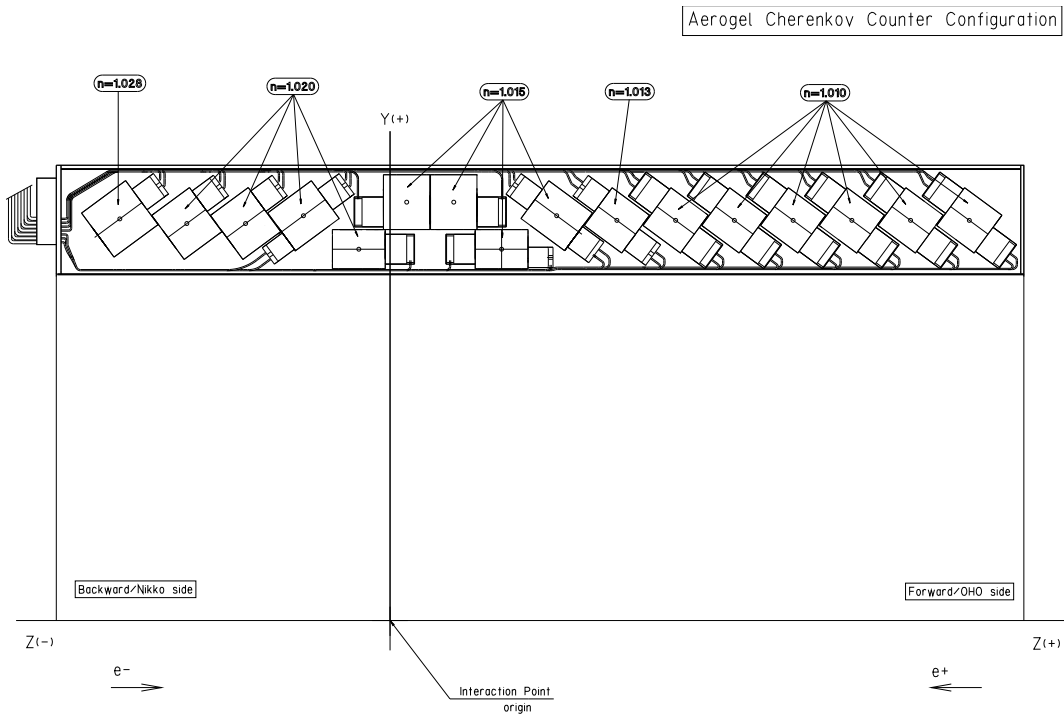 Aerogel Cherenkov Counter Configuration
n=1.028
n=1.020
n=1.015
n=1.013
n=1.010
Y(+)
Backward/Nikko side
Forward/OHO side
Z(-)
Z(+)
e-
e+
Interaction Point
origin